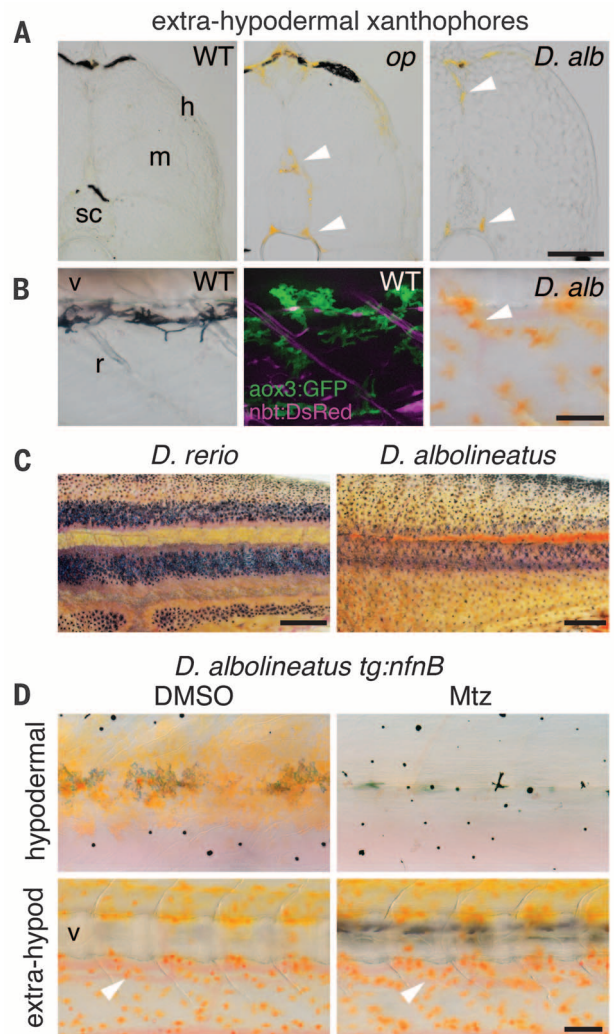 extra-hypodermal xanthophores
A
WT
op
D. alb
h
m
sc
B
v
WT
WT
D. alb
r
aox3:GFP
nbt:DsRed
C
D. rerio
D. albolineatus
D. albolineatus tg:nfnB
D
DMSO
Mtz
hypodermal
extra-hypod
v